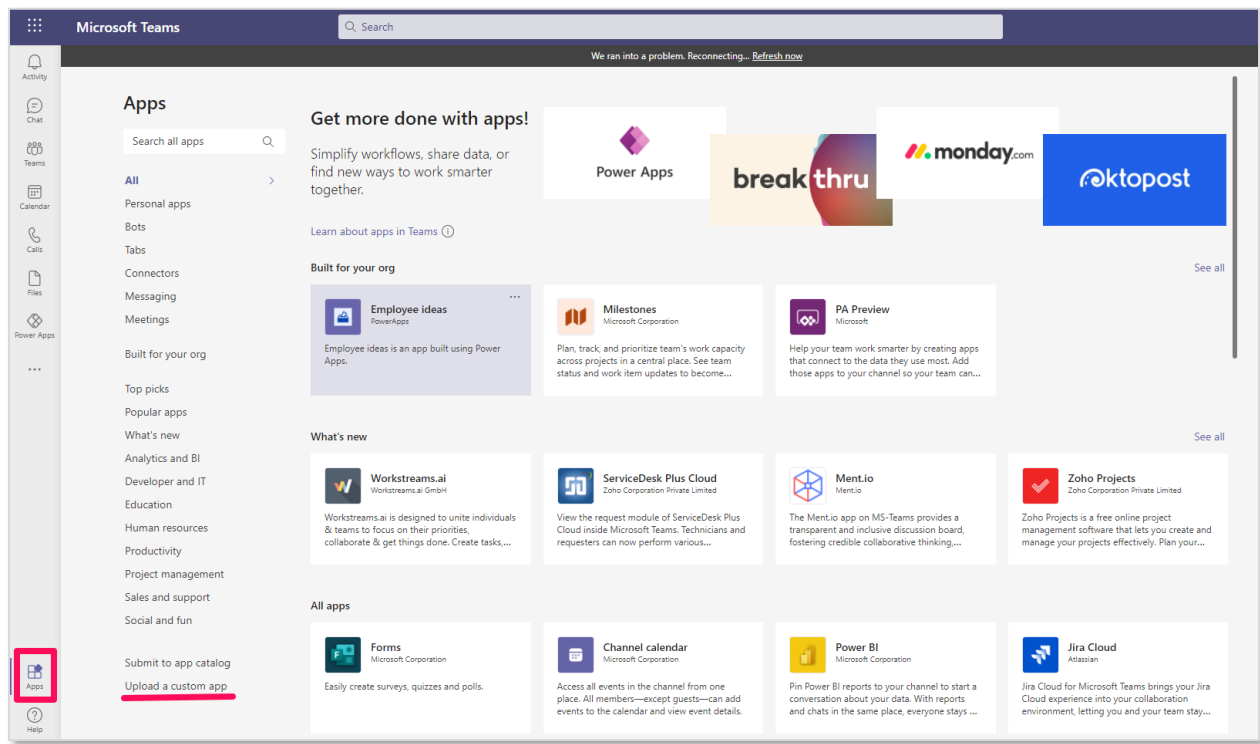 Microsoft Teams
Search
We ran into a problem. Reconnecting... Refresh now
Activity
Chat
Teams
Calendar
Calls
Files
Power Apps
Apps
Help
Apps
Search all apps
All
Personal apps
Bots
Tabs
Connectors
Messaging
Meetings
Built for your org
Top picks
Popular apps
What's new
Analytics and BI
Developer and IT
Education
Human resources
Productivity
Project management
Sales and support
Social and fun
Submit to app catalog
Upload a custom app
Get more done with apps!
Simplify workflows, share data, or
find new ways to work smarter
together.
Learn about apps in Teams
Power Apps
break thru
monday.com
oktopost
Built for your org
See all
Employee ideas
PowerApps
Employee ideas is an app built using Power
Apps.
Milestones
Microsoft Corporation
Plan, track, and prioritize team's work capacity
across projects in a central place. See team
status and work item updates to become...
PA Preview
Microsoft
Help your team work smarter by creating apps
that connect to the data they use most. Add
those apps to your channel so your team can...
What's new
See all
Workstreams.ai
Workstreams.ai GmbH
Workstreams.ai is designed to unite individuals
& teams to focus on their priorities,
collaborate & get things done. Create tasks,...
ServiceDesk Plus Cloud
Zoho Corporation Private Limited
View the request module of ServiceDesk Plus
Cloud inside Microsoft Teams. Technicians and
requesters can now perform various...
Ment.io
Ment.io
The Ment.io app on MS-Teams provides a
transparent and inclusive discussion board,
fostering credible collaborative thinking,...
Zoho Projects
Zoho Corporation Private Limited
Zoho Projects is a free online project
management software that lets you create and
manage your projects effectively. Plan your...
All apps
Forms
Microsoft Corporation
Easily create surveys, quizzes and polls.
Channel calendar
Microsoft Corporation
Access all events in the channel from one
place. All members—except guests—can add
events to the calendar and view event details.
Power BI
Microsoft Corporation
Pin Power BI reports to your channel to start a
conversation about your data. With reports
and chats in the same place, everyone stays ...
Jira Cloud
Atlassian
Jira Cloud for Microsoft Teams brings your Jira
Cloud experience into your collaboration
environment, letting you and your team stay...